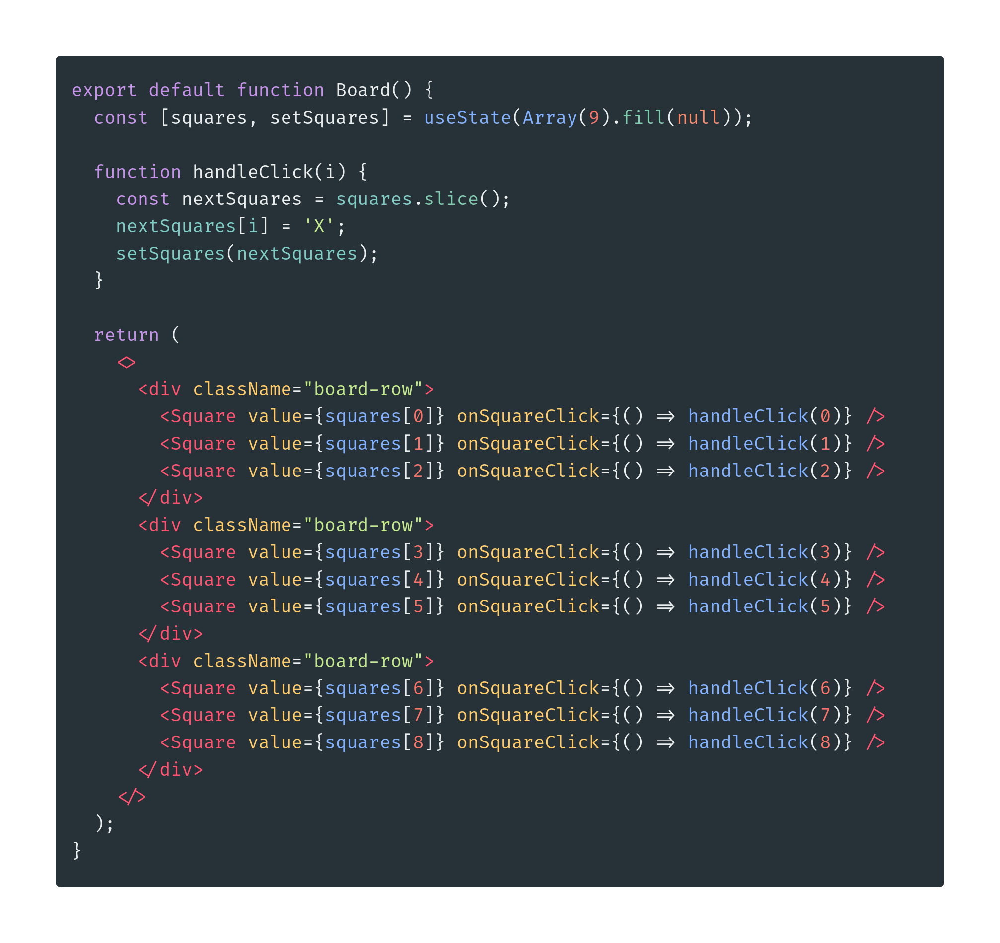 export default function Board() {
  const [squares, setSquares] = useState(Array(9).fill(null));

  function handleClick(i) {
    const nextSquares = squares.slice();
    nextSquares[i] = 'X';
    setSquares(nextSquares);
  }

  return (
    <>
      <div className="board-row">
        <Square value={squares[0]} onSquareClick={() => handleClick(0)} />
        <Square value={squares[1]} onSquareClick={() => handleClick(1)} />
        <Square value={squares[2]} onSquareClick={() => handleClick(2)} />
      </div>
      <div className="board-row">
        <Square value={squares[3]} onSquareClick={() => handleClick(3)} />
        <Square value={squares[4]} onSquareClick={() => handleClick(4)} />
        <Square value={squares[5]} onSquareClick={() => handleClick(5)} />
      </div>
      <div className="board-row">
        <Square value={squares[6]} onSquareClick={() => handleClick(6)} />
        <Square value={squares[7]} onSquareClick={() => handleClick(7)} />
        <Square value={squares[8]} onSquareClick={() => handleClick(8)} />
      </div>
    </>
  );
}